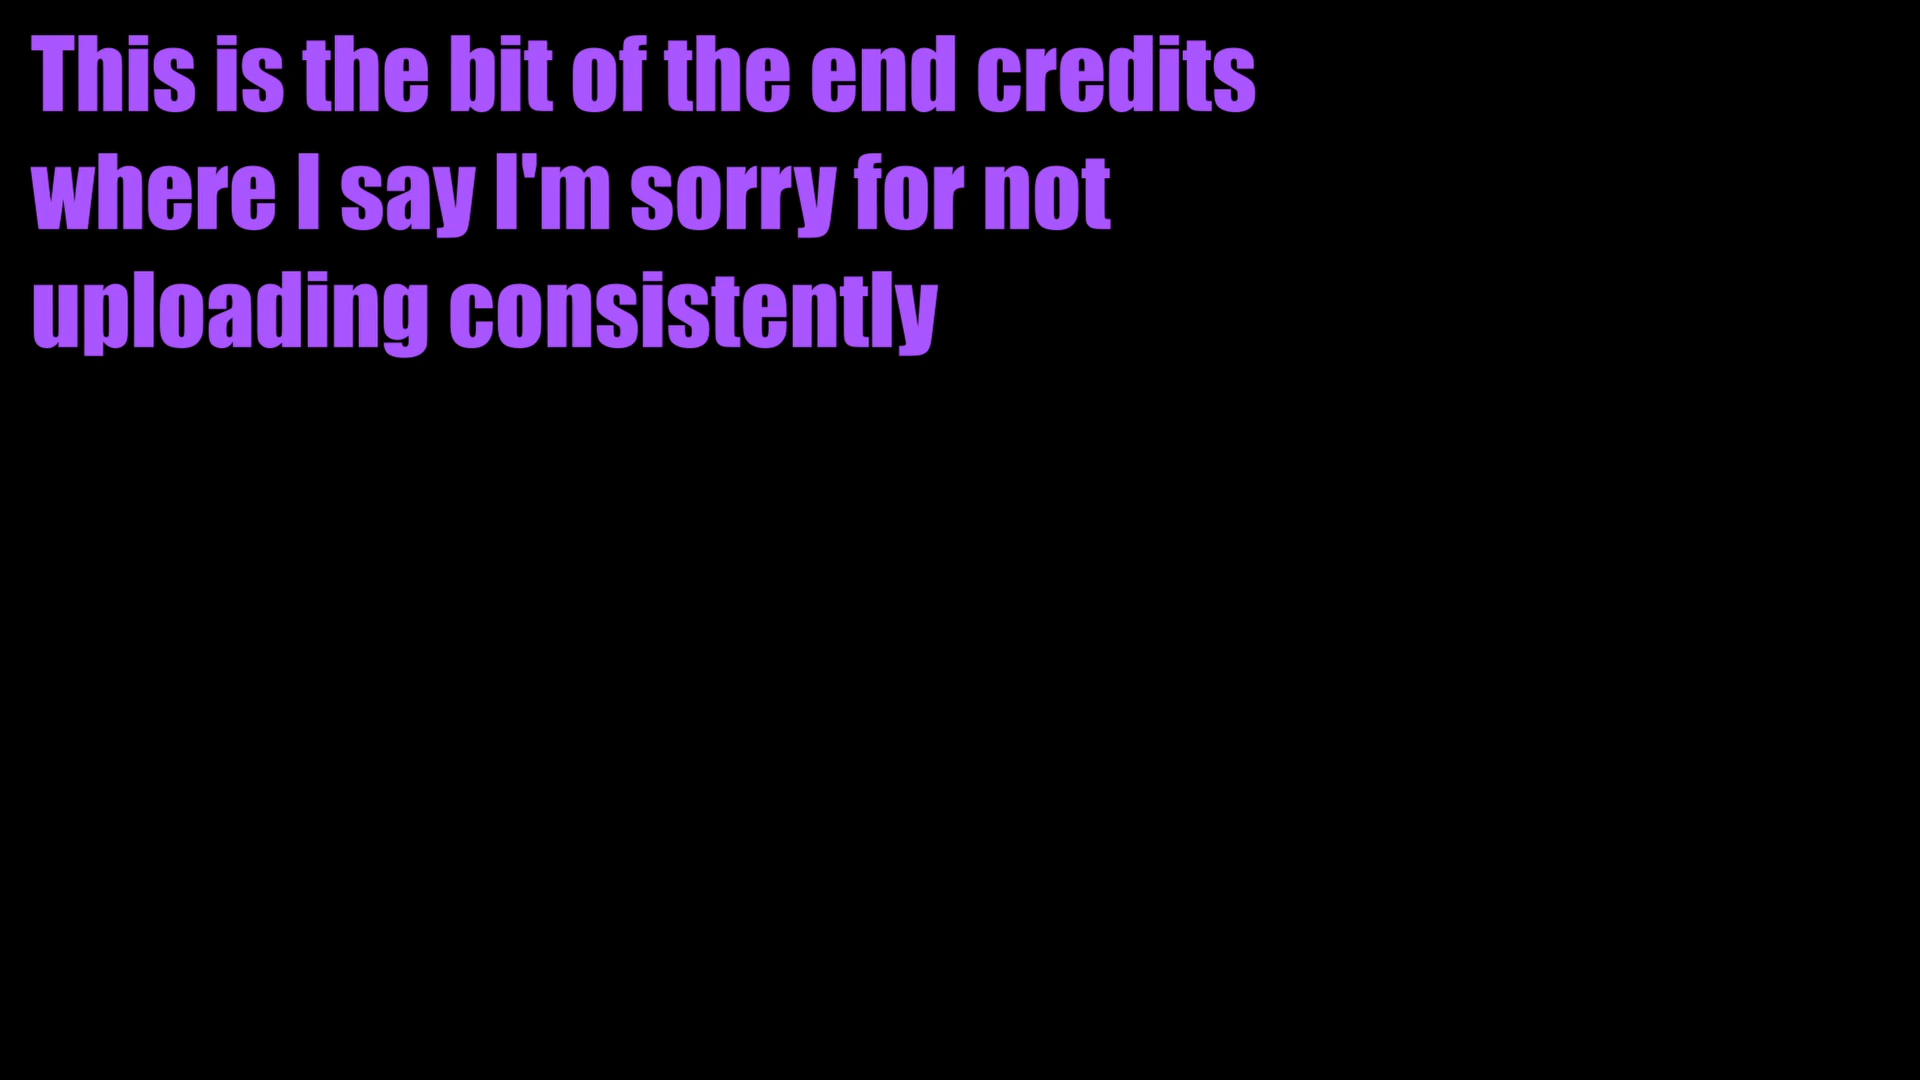 This is the bit of the end credits
where I say I'm sorry for not
uploading consistently